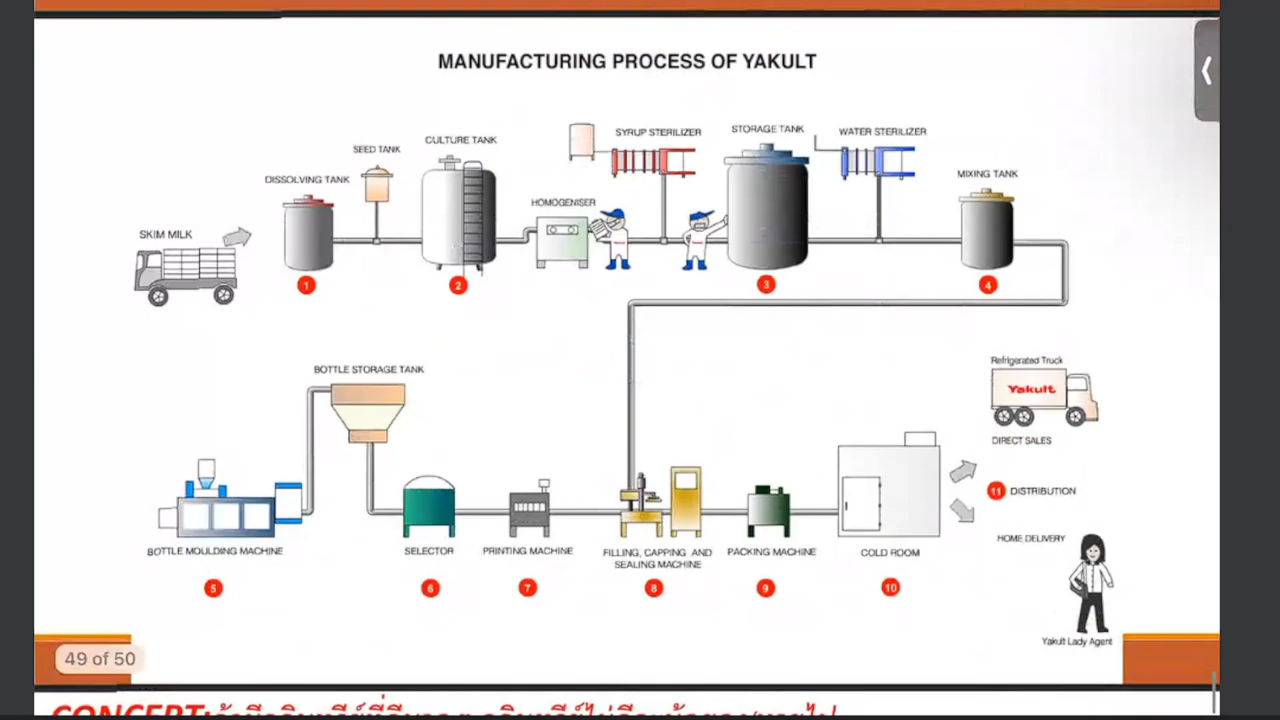 MANUFACTURING PROCESS OF YAKULT
SYRUP STERILIZER
STORAGE TANK
WATER STERILIZER
CULTURE TANK
SEED TANK
DISSOLVING TANK
MIXING TANK
HOMOGENISER
SKIM MILK
1
2
3
4
Refrigerated Truck
BOTTLE STORAGE TANK
Yakult
DIRECT SALES
11 DISTRIBUTION
HOME DELIVERY
BOTTLE MOULDING MACHINE
SELECTOR
PRINTING MACHINE
FILLING, CAPPING AND
SEALING MACHINE
PACKING MACHINE
COLD ROOM
5
6
7
8
9
10
Yakult Lady Agent
49 of 50
CONCEPT: